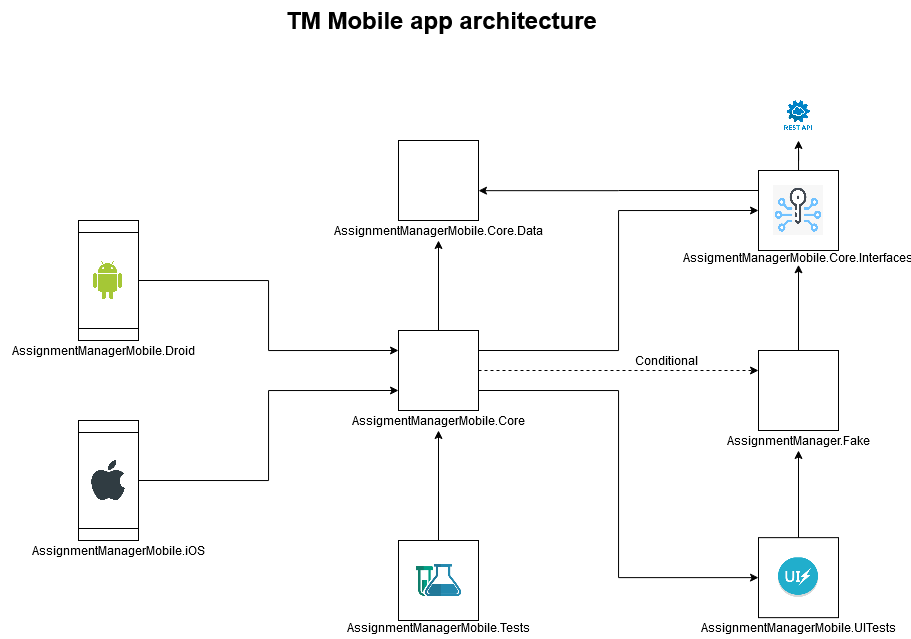 TM Mobile app architecture
REST API
AssignmentManagerMobile.Core.Data
AssigmentManagerMobile.Core.Interfaces
AssignmentManagerMobile.Droid
Conditional
AssigmentManagerMobile.Core
AssignmentManager.Fake
AssignmentManagerMobile.iOS
UI
AssignmentManagerMobile.Tests
AssignmentManagerMobile.UITests